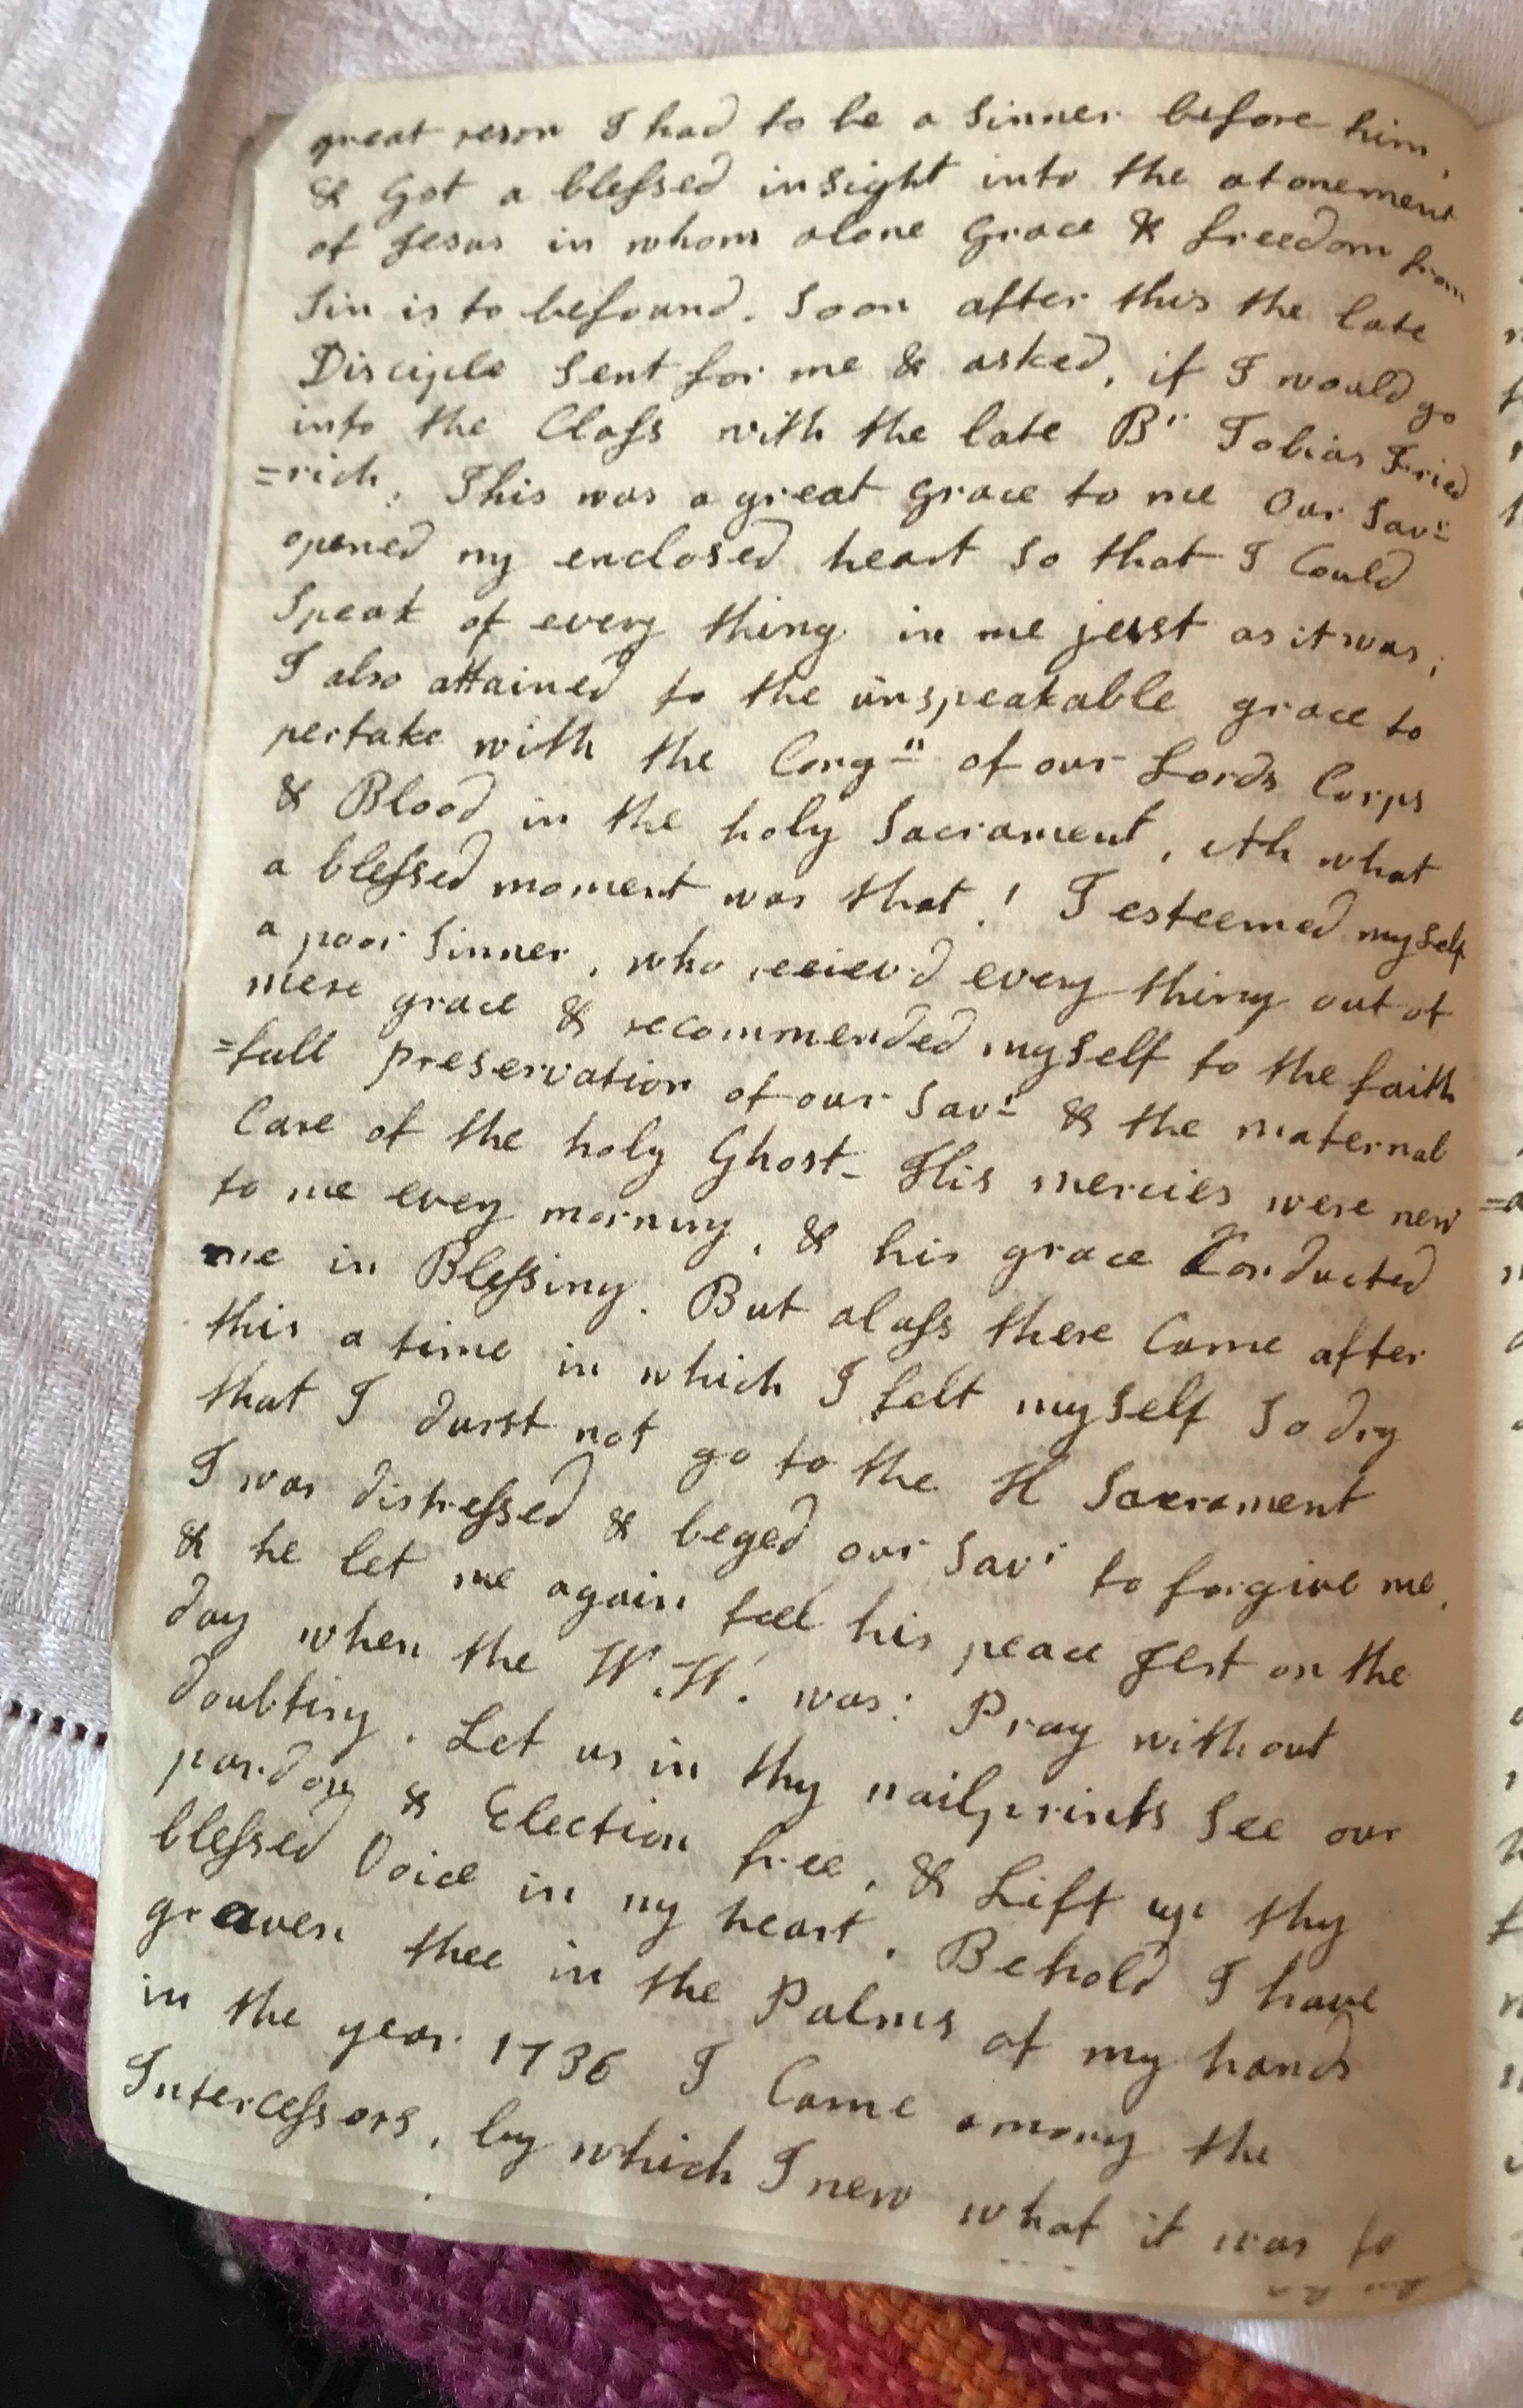 great reson I had to be a Sinner before him,
& Got a blessed insight into the atonement
of Jesus in whom alone Grace & freedom from
Sin is to befound. Soon after this the late
Disciple Sent for me & asked, if I would go
into the Class with the late Br Tobias Fried
=rich, This was a great Grace to me Our Savr
opened my enclosed heart so that I Could
Speak of every thing in me just as it was;
I also attained to the unspeakable grace to
pertake with the Congn of our Lords Corps
& Blood in the holy Sacrament, Ah what
a blessed moment was that! I esteemed my self
a poor Sinner, who receiev'd every thing out of
mere grace & recommended myself to the faith
=full preservation of our Savr & the maternal
Care of the holy Ghost- His mercies were new
to me every morning, & his grace Conducted
me in Blessing. But alass there Came after
this a time in which I felt myself So dry
that I durst not go to the H Sacrament
I was distressed & beged our Savr to forgive me,
& he let me again feel his peace Jest on the
day when the W.W. was: Pray without
doubting. Let us in thy nailprints See our
pardon & Election free, & Lift up thy
blessed Voice in my heart. Behold I have
graven thee in the Palms of my hands
in the year 1736 I Came among the
Intercessors, by which I new what it was to